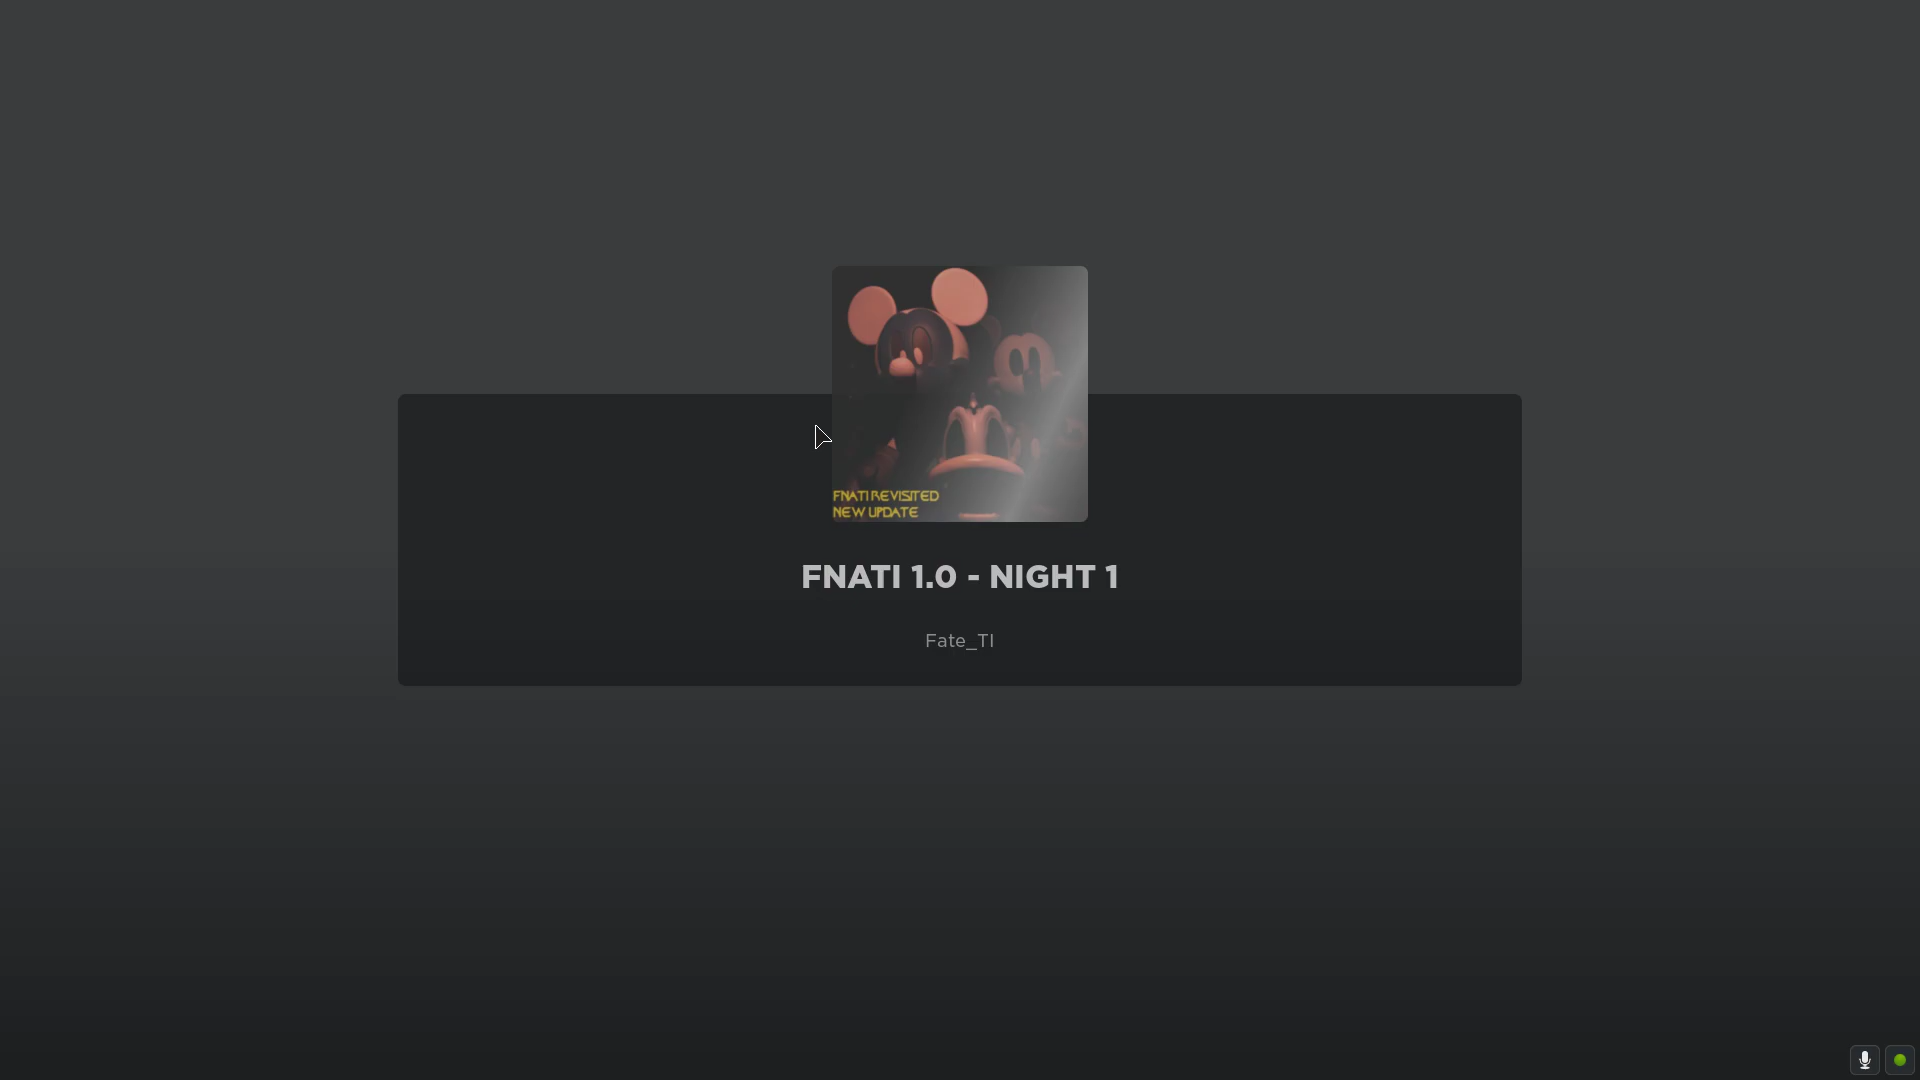 FNATI REVISITED
NEW UPDATE
FNATI 1.0 - NIGHT 1
Fate_TI